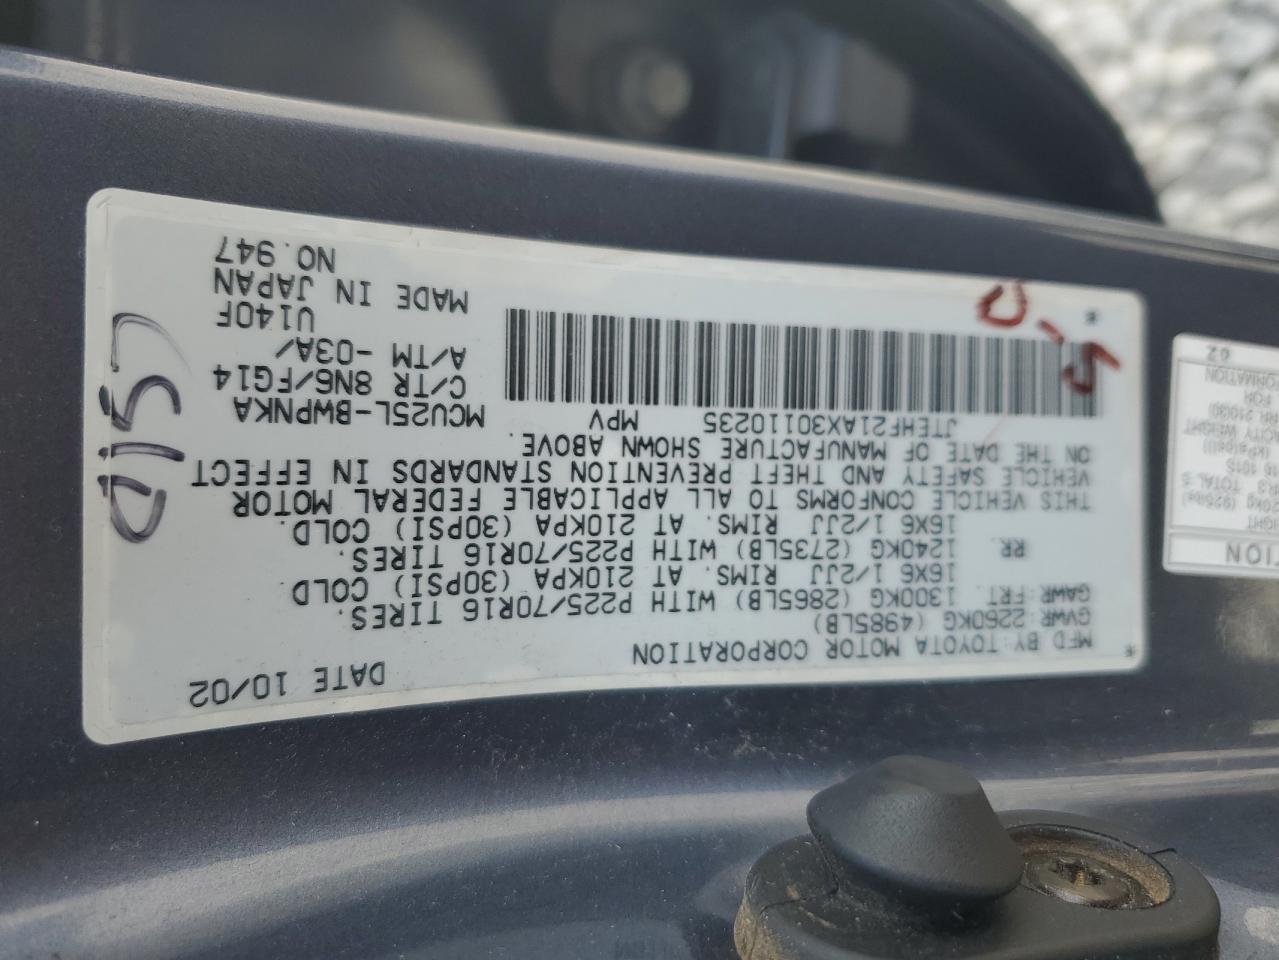 DATE 10/02
MFD BY:TOYOTA MOTOR CORPORATION
GVWR:2260KG (4985LB)
GAWR:FRT. 1300KG (2865LB) WITH P225/70R16 TIRES.
16X6 1/2JJ RIMS. AT 210KPA (30PSI) COLD
RR. 1240KG (2735LB) WITH P225/70R16 TIRES.
16X6 1/2JJ RIMS. AT 210KPA (30PSI) COLD.
THIS VEHICLE CONFORMS TO ALL APPLICABLE FEDERAL MOTOR
VEHICLE SAFETY AND THEFT PREVENTION STANDARDS IN EFFECT
ON THE DATE OF MANUFACTURE SHOWN ABOVE.
JTEHF21AX30110235 MPV
MCU25L-BWPNKA
C/TR 8N6/FG14
A/TM -03A/
U140F
MADE IN JAPAN
NO.947
TOTAL 5
FOR
02